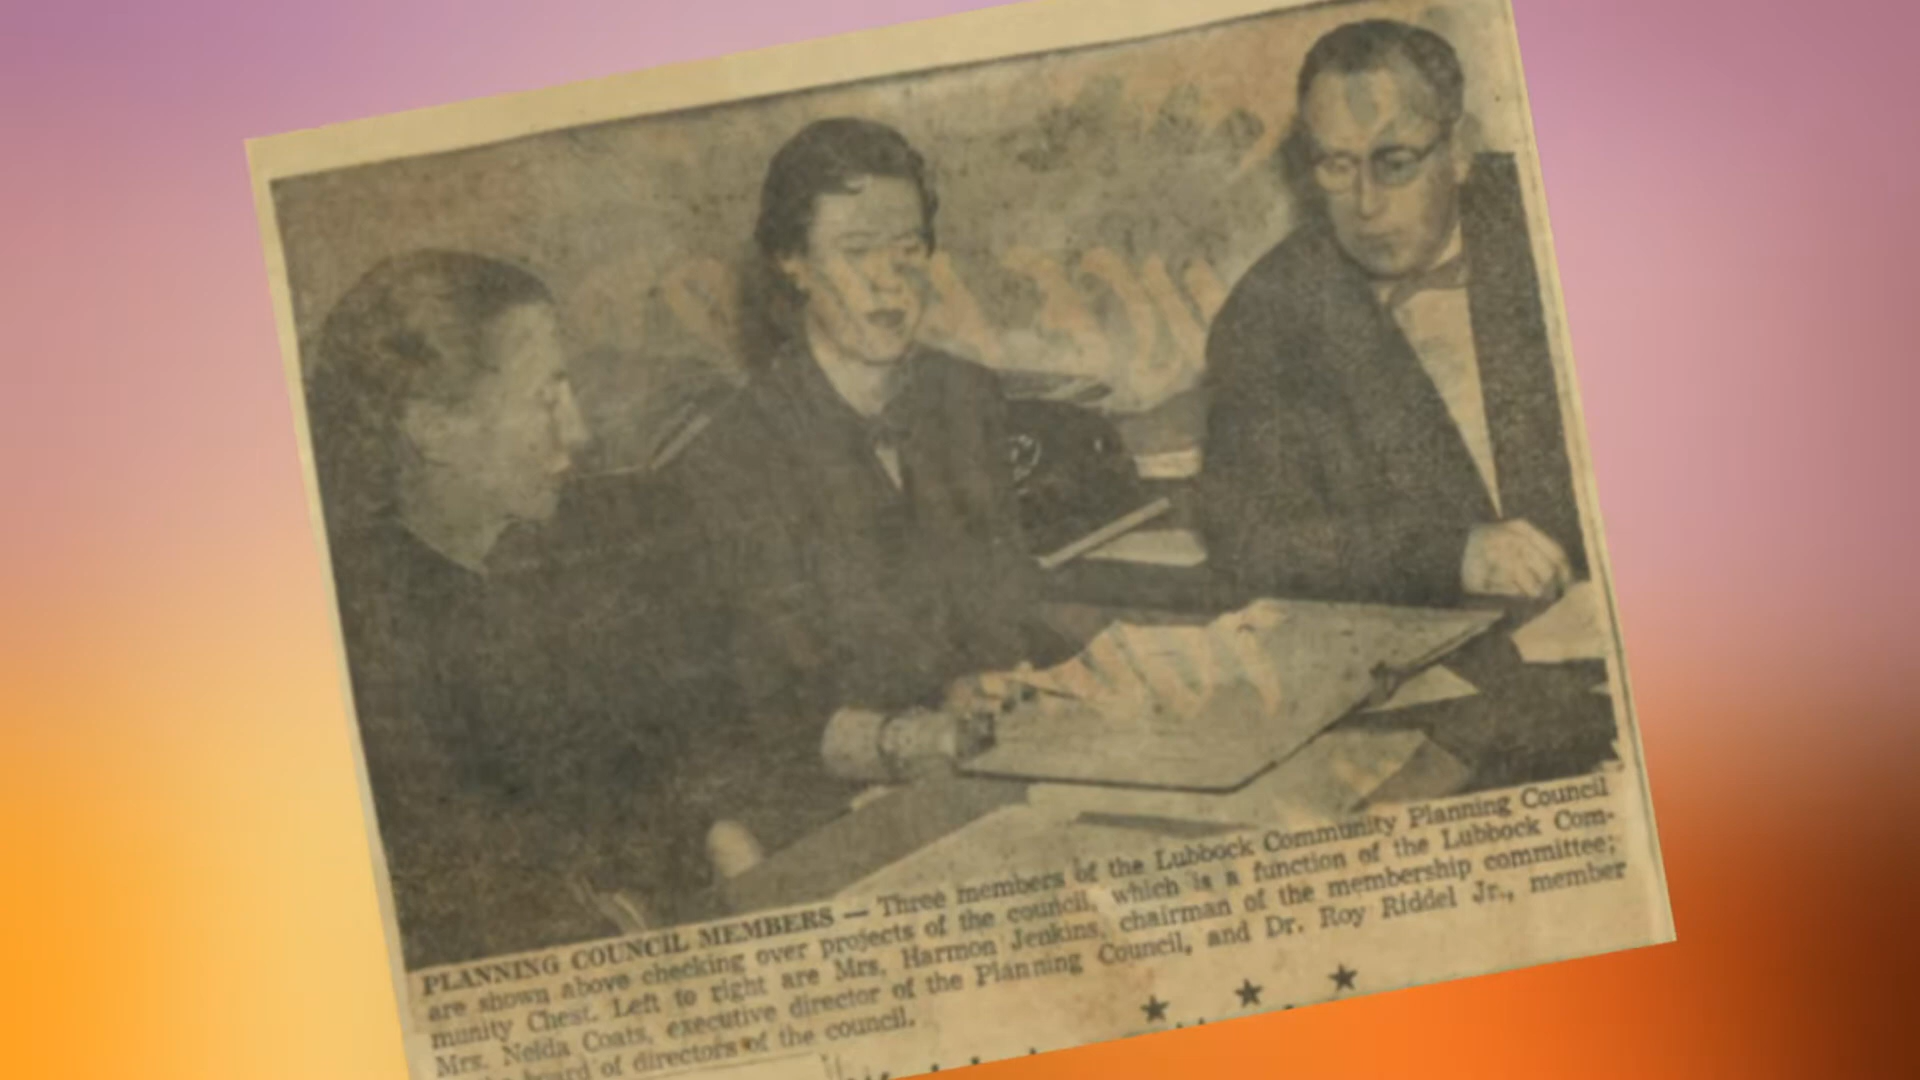 PLANNING COUNCIL MEMBERS — Three members of the Lubbock Community Planning Council
are shown above checking over projects of the council, which is a function of the Lubbock Com-
munity Chest. Left to right are Mrs. Harmon Jenkins, chairman of the membership committee;
Mrs. Nelda Coats, executive director of the Planning Council, and Dr. Roy Riddel Jr., member
board of directors of the council.